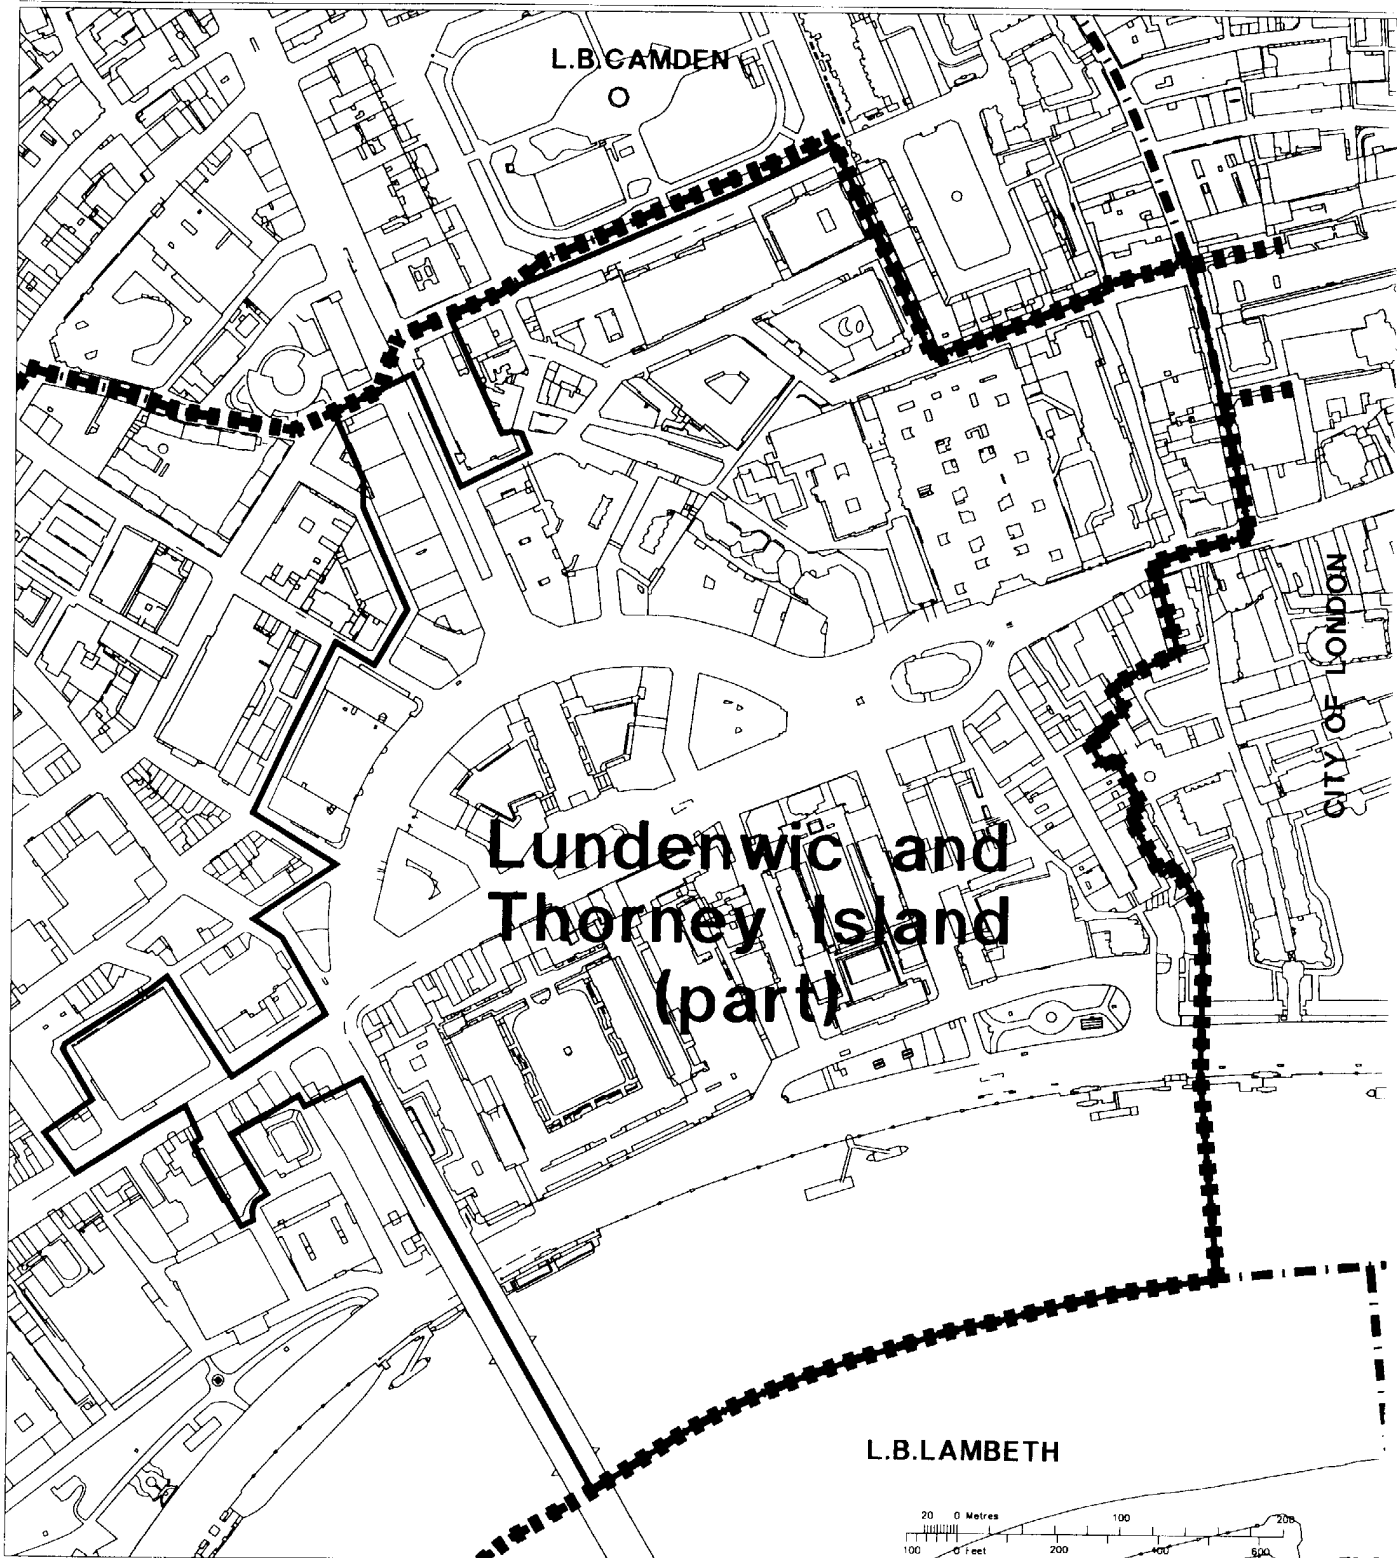 L.B.CAMDEN
CITY OF LONDON
Lundenwic and
Thorney Island
(part)
L.B.LAMBETH
20 0 Metres 100 200
100 0 Feet 200 400 600